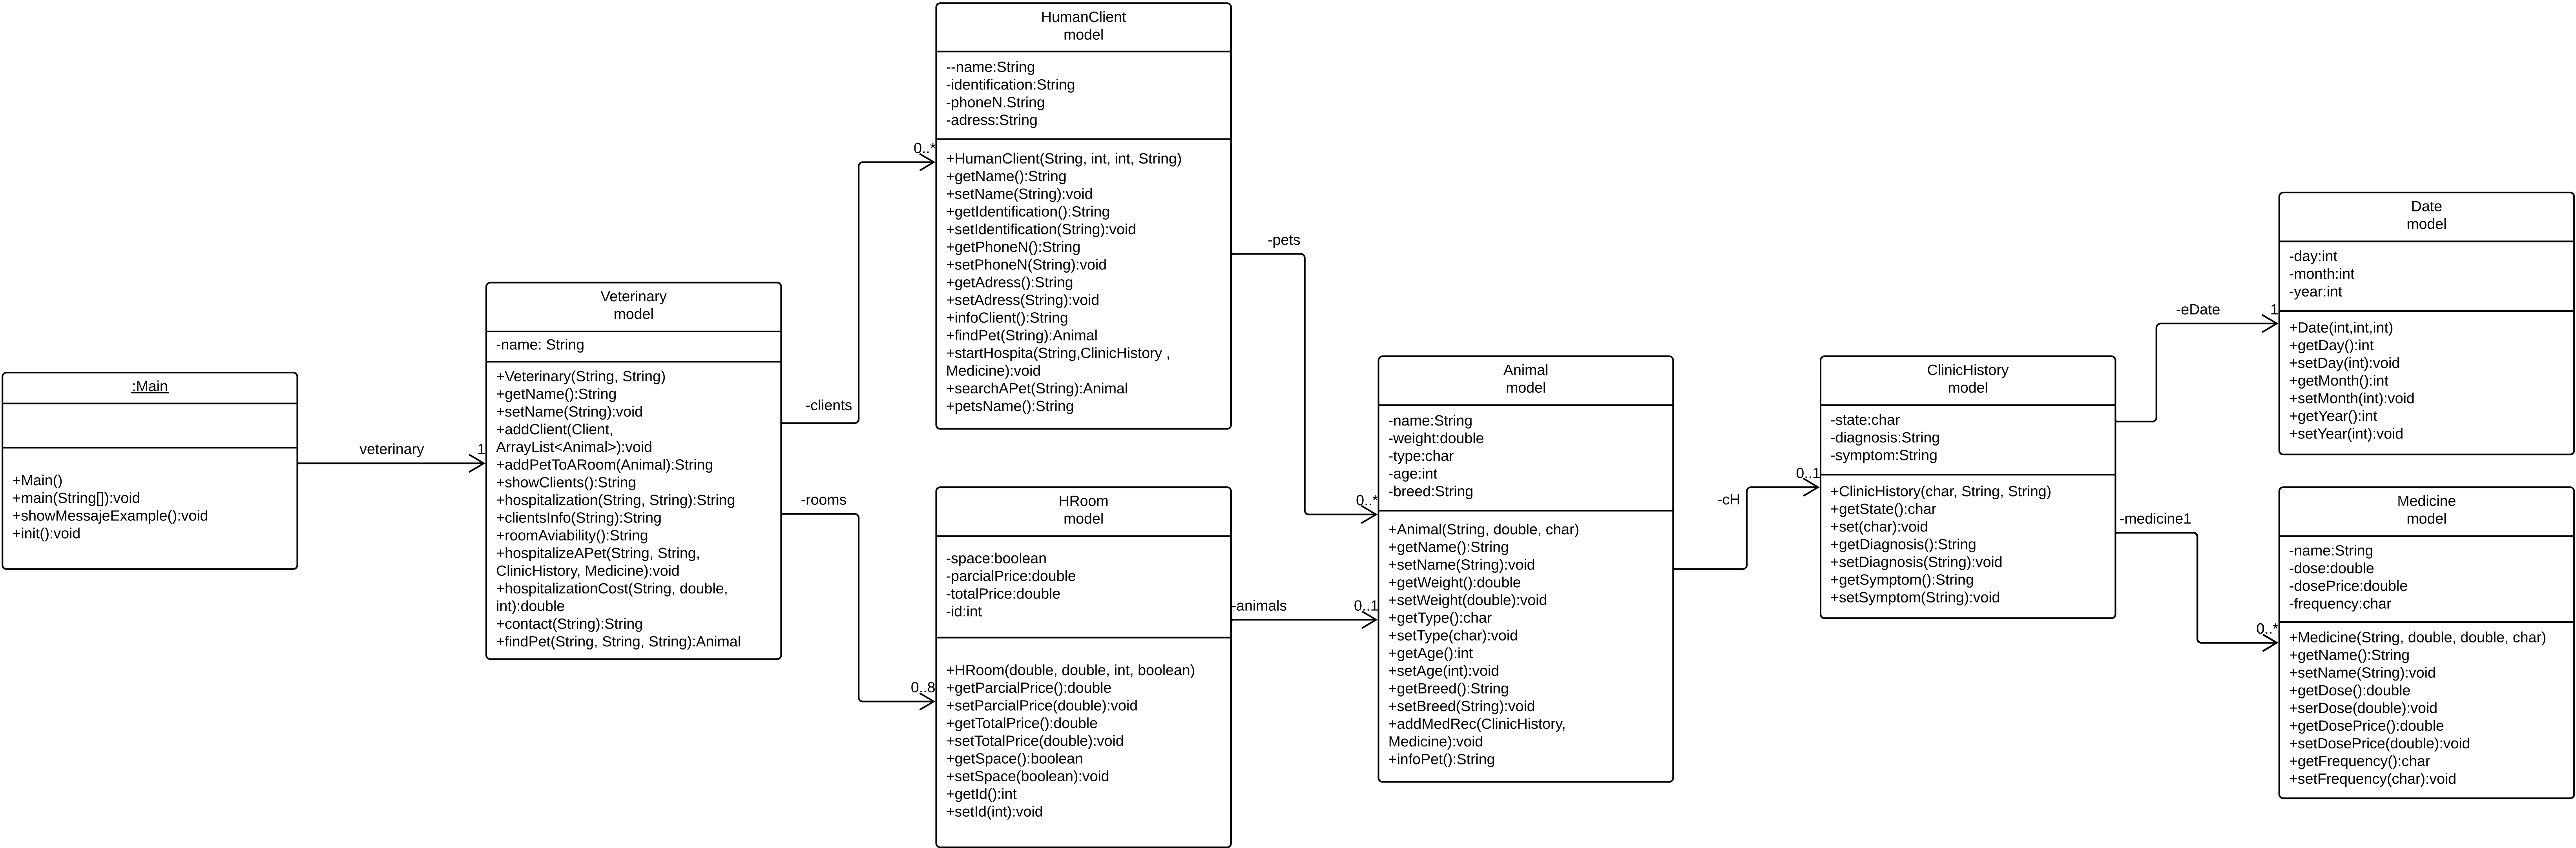 :Main
+Main()
+main(String[]):void
+showMessajeExample():void
+init():void
veterinary
1
Veterinary
model
-name: String
+Veterinary(String, String)
+getName():String
+setName(String):void
+addClient(Client,
ArrayList<Animal>):void
+addPetToARoom(Animal):String
+showClients():String
+hospitalization(String, String):String
+clientsInfo(String):String
+roomAviability():String
+hospitalizeAPet(String, String,
ClinicHistory, Medicine):void
+hospitalizationCost(String, double,
int):double
+contact(String):String
+findPet(String, String, String):Animal
-clients
0..*
-rooms
0..8
HumanClient
model
--name:String
-identification:String
-phoneN.String
-adress:String
+HumanClient(String, int, int, String)
+getName():String
+setName(String):void
+getIdentification():String
+setIdentification(String):void
+getPhoneN():String
+setPhoneN(String):void
+getAdress():String
+setAdress(String):void
+infoClient():String
+findPet(String):Animal
+startHospita(String,ClinicHistory ,
Medicine):void
+searchAPet(String):Animal
+petsName():String
-pets
0..*
HRoom
model
-space:boolean
-parcialPrice:double
-totalPrice:double
-id:int
+HRoom(double, double, int, boolean)
+getParcialPrice():double
+setParcialPrice(double):void
+getTotalPrice():double
+setTotalPrice(double):void
+getSpace():boolean
+setSpace(boolean):void
+getId():int
+setId(int):void
-animals
0..1
Animal
model
-name:String
-weight:double
-type:char
-age:int
-breed:String
+Animal(String, double, char)
+getName():String
+setName(String):void
+getWeight():double
+setWeight(double):void
+getType():char
+setType(char):void
+getAge():int
+setAge(int):void
+getBreed():String
+setBreed(String):void
+addMedRec(ClinicHistory,
Medicine):void
+infoPet():String
-cH
0..1
ClinicHistory
model
-state:char
-diagnosis:String
-symptom:String
+ClinicHistory(char, String, String)
+getState():char
+set(char):void
+getDiagnosis():String
+setDiagnosis(String):void
+getSymptom():String
+setSymptom(String):void
-eDate
1
-medicine1
0..*
Date
model
-day:int
-month:int
-year:int
+Date(int,int,int)
+getDay():int
+setDay(int):void
+getMonth():int
+setMonth(int):void
+getYear():int
+setYear(int):void
Medicine
model
-name:String
-dose:double
-dosePrice:double
-frequency:char
+Medicine(String, double, double, char)
+getName():String
+setName(String):void
+getDose():double
+serDose(double):void
+getDosePrice():double
+setDosePrice(double):void
+getFrequency():char
+setFrequency(char):void